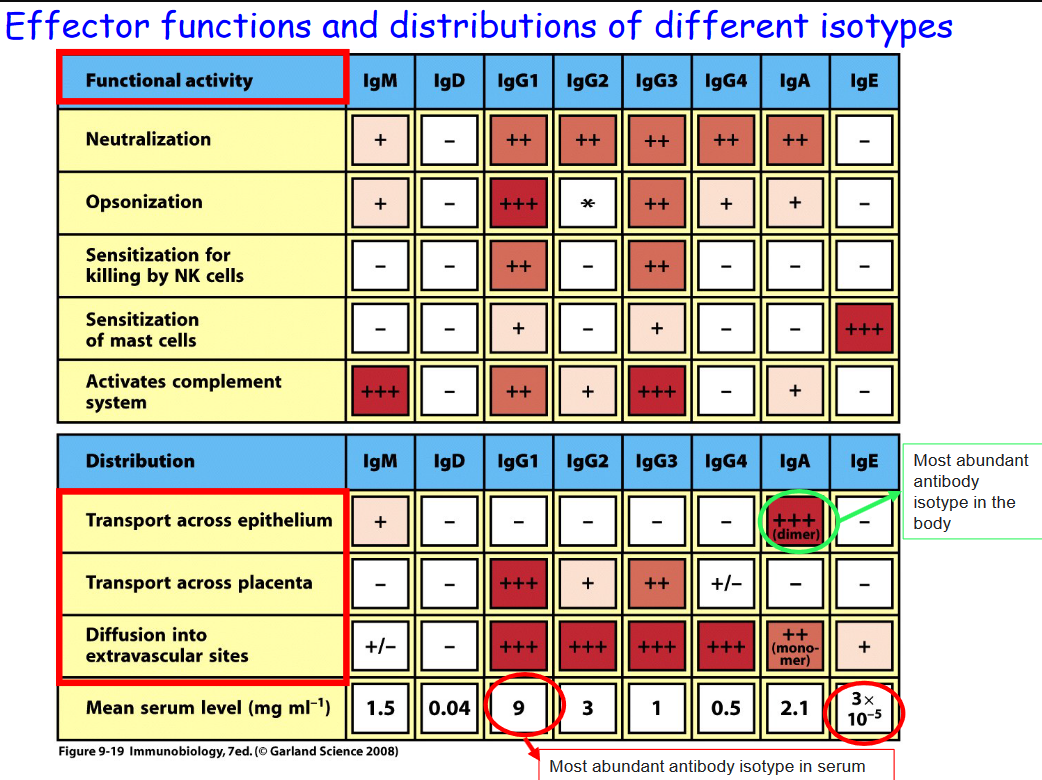 Effector functions and distributions of different isotypes
Functional activity IgM IgD IgG1 IgG2 IgG3 IgG4 IgA IgE
Neutralization + – ++ ++ ++ ++ ++ –
Opsonization + – +++ * ++ + + –
Sensitization for
killing by NK cells – – ++ – ++ – – –
Sensitization
of mast cells – – + – + – – +++
Activates complement
system +++ – ++ + +++ – + –
Distribution IgM IgD IgG1 IgG2 IgG3 IgG4 IgA IgE
Transport across epithelium + – – – – – +++ (dimer) –
Transport across placenta – – +++ + ++ +/– – –
Diffusion into
extravascular sites +/– – +++ +++ +++ +++ ++ (mono-mer) +
Mean serum level (mg ml⁻¹) 1.5 0.04 9 3 1 0.5 2.1 3× 10⁻⁵
Most abundant
antibody
isotype in the
body
Figure 9-19 Immunobiology, 7ed. (© Garland Science 2008)
Most abundant antibody isotype in serum